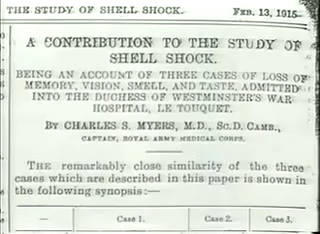 THE STUDY OF SHELL SHOCK. FEB. 13, 1915
A CONTRIBUTION TO THE STUDY OF
SHELL SHOCK.
BEING AN ACCOUNT OF THREE CASES OF LOSS OF
MEMORY, VISION, SMELL, AND TASTE, ADMITTED
INTO THE DUCHESS OF WESTMINSTER'S WAR
HOSPITAL, LE TOUQUET.
BY CHARLES S. MYERS, M.D., SC.D. CAMB.,
CAPTAIN, ROYAL ARMY MEDICAL CORPS.
THE remarkably close similarity of the three
cases which are described in this paper is shown in
the following synopsis:—
— Case 1. Case 2. Case 3.